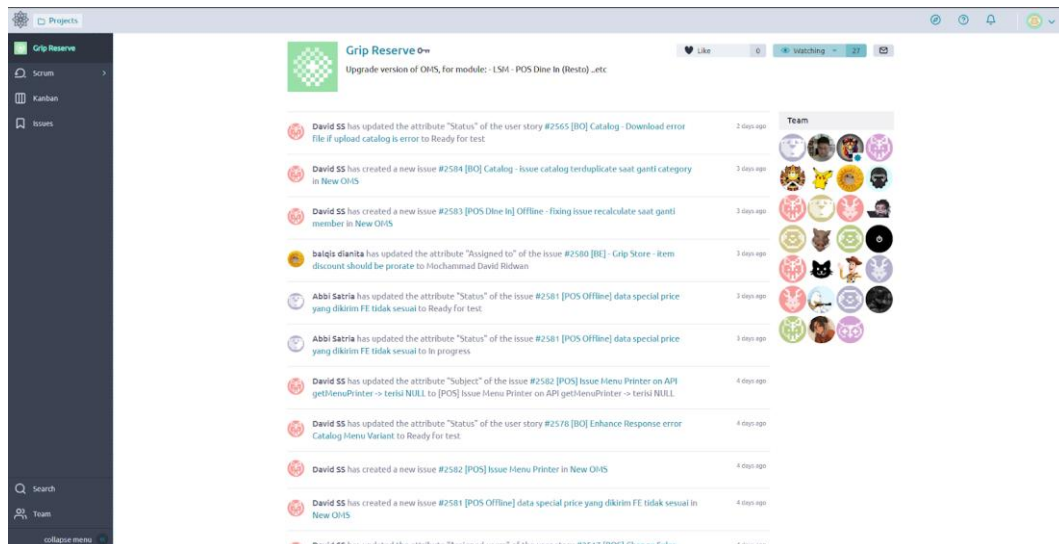 Projects
Grip Reserve
Scrum
Kanban
Issues
Search
Team
collapse menu
Grip Reserve
Upgrade version of OMS, for module: - LSM - POS Dine In (Resto) ..etc
Like 0
Watching 27
David SS has updated the attribute "Status" of the user story #2565 [BO] Catalog - Download error
file if upload catalog is error to Ready for test
2 days ago
David SS has created a new issue #2584 [BO] Catalog - issue catalog terduplicate saat ganti category
in New OMS
3 days ago
David SS has created a new issue #2583 [POS Dine In] Offline - fixing issue recalculate saat ganti
member in New OMS
3 days ago
balqis dianita has updated the attribute "Assigned to" of the issue #2580 [BE] - Grip Store - item
discount should be prorate to Mochammad David Ridwan
3 days ago
Abbi Satria has updated the attribute "Status" of the issue #2581 [POS Offline] data special price
yang dikirim FE tidak sesuai to Ready for test
3 days ago
Abbi Satria has updated the attribute "Status" of the issue #2581 [POS Offline] data special price
yang dikirim FE tidak sesuai to In progress
3 days ago
David SS has updated the attribute "Subject" of the issue #2582 [POS] Issue Menu Printer on API
getMenuPrinter -> terisi NULL to [POS] Issue Menu Printer on API getMenuPrinter -> terisi NULL
4 days ago
David SS has updated the attribute "Status" of the user story #2578 [BO] Enhance Response error
Catalog Menu Variant to Ready for test
4 days ago
David SS has created a new issue #2582 [POS] Issue Menu Printer in New OMS
4 days ago
David SS has created a new issue #2581 [POS Offline] data special price yang dikirim FE tidak sesuai in
New OMS
4 days ago
Team